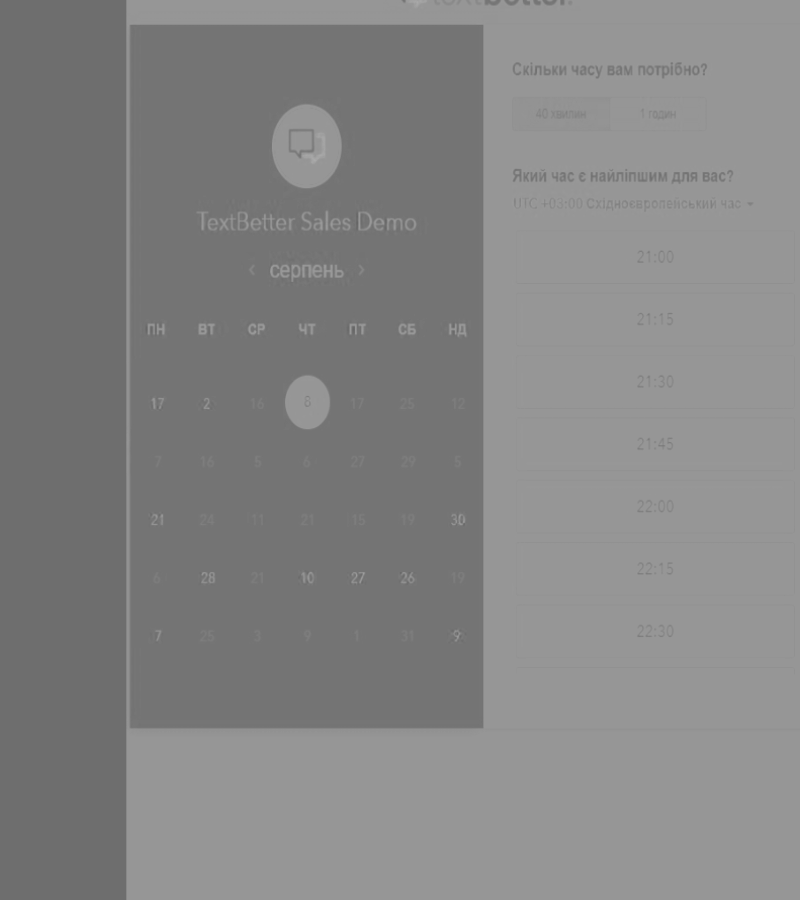 textbetter.
TextBetter Sales Demo
‹ серпень ›
ПН ВТ СР ЧТ ПТ СБ НД
17 2 16 8 17 25 12
7 16 5 6 27 29 5
21 24 11 21 15 19 30
6 28 21 10 27 26 19
7 25 3 9 1 31 9
Скільки часу вам потрібно?
40 хвилин 1 годин
Який час є найліпшим для вас?
UTC +03:00 Східноєвропейський час
21:00
21:15
21:30
21:45
22:00
22:15
22:30